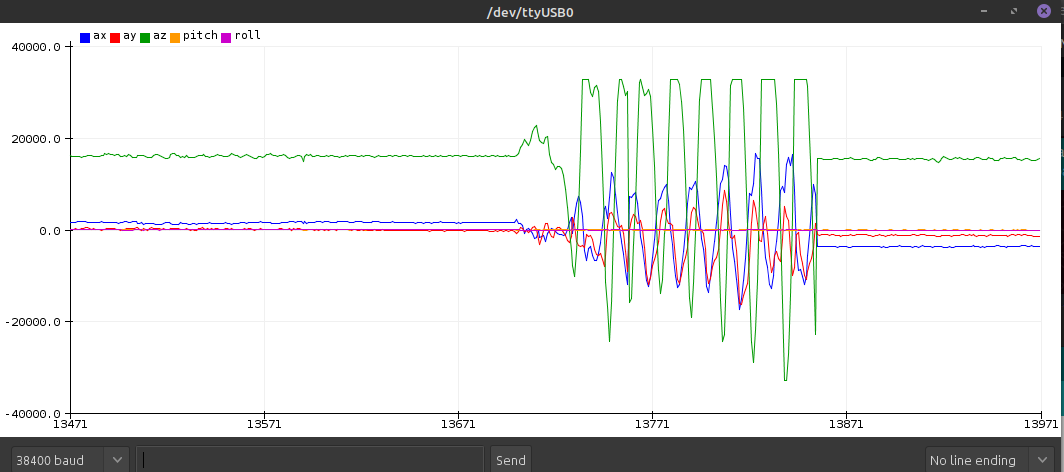 /dev/ttyUSB0
ax ay az pitch roll
40000.0
20000.0
0.0
-20000.0
-40000.0
13471 13571 13671 13771 13871 13971
38400 baud Send No line ending